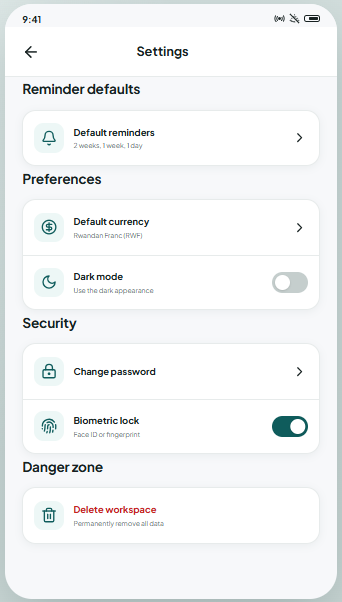 9:41
Settings
Reminder defaults
Default reminders
2 weeks, 1 week, 1 day
Preferences
Default currency
Rwandan Franc (RWF)
Dark mode
Use the dark appearance
Security
Change password
Biometric lock
Face ID or fingerprint
Danger zone
Delete workspace
Permanently remove all data